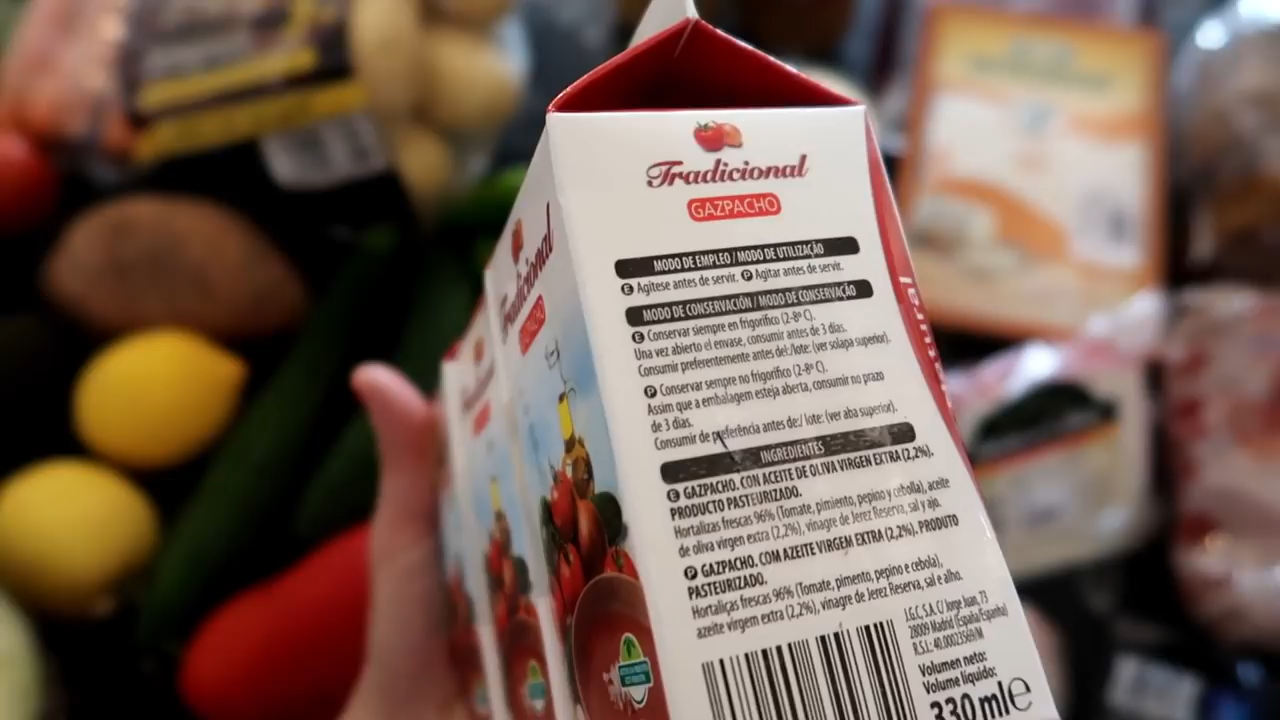 Tradicional
GAZPACHO
MODO DE EMPLEO / MODO DE UTILIZAÇÃO
E Agítese antes de servir. P Agitar antes de servir.
MODO DE CONSERVACIÓN / MODO DE CONSERVAÇÃO
E Conservar siempre en frigorífico (2-8º C).
Una vez abierto el envase, consumir antes de 3 días.
Consumir preferentemente antes del:/lote: (ver solapa superior).
P Conservar sempre no frigorífico (2-8º C).
Assim que a embalagem esteja aberta, consumir no prazo
de 3 dias.
Consumir de preferência antes de:/ lote: (ver aba superior).
INGREDIENTES
E GAZPACHO. CON ACEITE DE OLIVA VIRGEN EXTRA (2,2%).
PRODUCTO PASTEURIZADO.
Hortalizas frescas 96% (Tomate, pimiento, pepino y cebolla), aceite
de oliva virgen extra (2,2%), vinagre de Jerez Reserva, sal y ajo.
P GAZPACHO. COM AZEITE VIRGEM EXTRA (2,2%). PRODUTO
PASTEURIZADO.
Hortaliças frescas 96% (Tomate, pimento, pepino e cebola),
azeite virgem extra (2,2%), vinagre de Jerez Reserva, sal e alho.
J.G.C, S.A. C/ Jorge Juan, 73
28009 Madrid (España/Espanha)
R.S.I.: 40.00023569/M
Volumen neto:
Volume líquido:
330 ml e
Tradicional
GAZPACHO